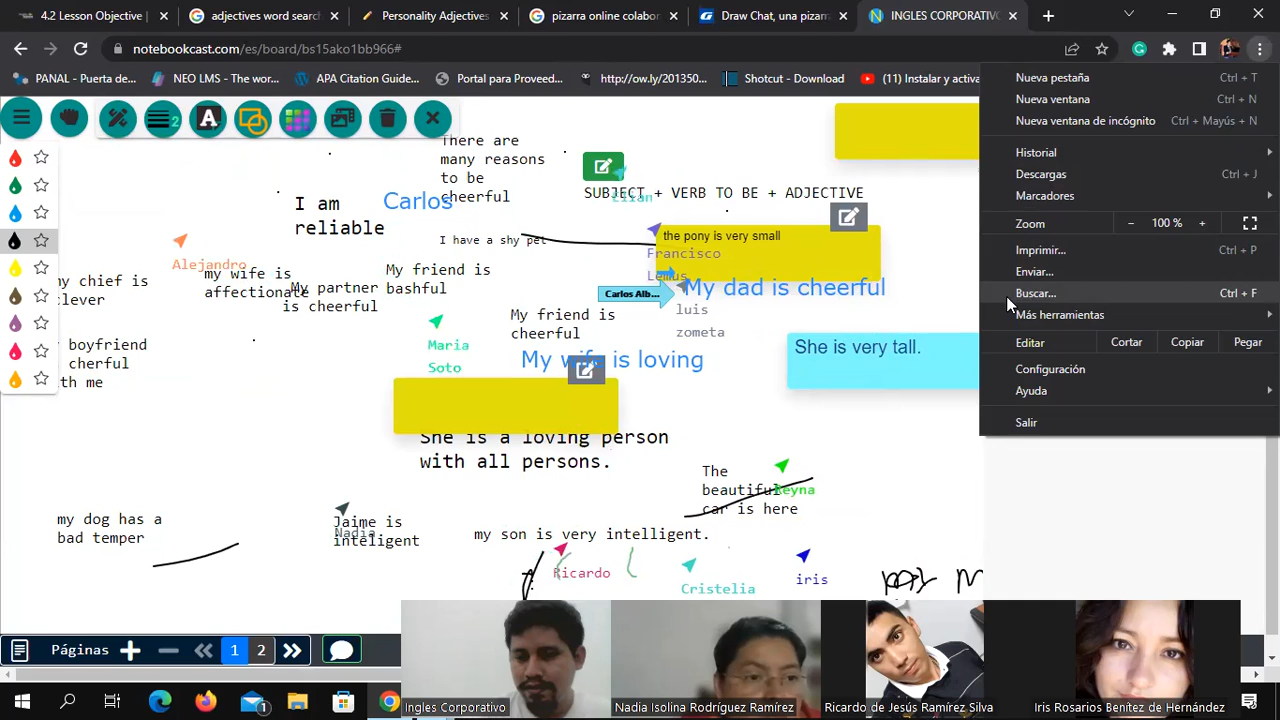 4.2 Lesson Objective
adjectives word search
Personality Adjectives
pizarra online colabor
Draw Chat, una pizarr
INGLES CORPORATIVO
notebookcast.com/es/board/bs15ako1bb966#
PANAL - Puerta de...
NEO LMS - The wor...
APA Citation Guide...
Portal para Proveed...
http://ow.ly/201350...
Shotcut - Download
(11) Instalar y activa
Nueva pestaña Ctrl + T
Nueva ventana Ctrl + N
Nueva ventana de incógnito Ctrl + Mayús + N
Historial
Descargas Ctrl + J
Marcadores
Zoom − 100 % +
Imprimir... Ctrl + P
Enviar...
Buscar... Ctrl + F
Más herramientas
Editar Cortar Copiar Pegar
Configuración
Ayuda
Salir
2
A
There are
many reasons
to be
cheerful
SUBJECT + VERB TO BE + ADJECTIVE
I am
reliable
Carlos
I have a shy pet
the pony is very small
Francisco
Lemus
Alejandro
my wife is
affectionate
My friend is
bashful
My partner
is cheerful
my chief is
clever
Carlos Alb...
My dad is cheerful
luis
zometa
My friend is
cheerful
Maria
Soto
My wife is loving
She is very tall.
boyfriend
cherful
me
She is a loving person
with all persons.
The
beautiful
car is here
Reyna
my dog has a
bad temper
Jaime is
inteligent
Nadia
my son is very intelligent.
Ricardo
Cristelia
iris
Páginas 1 2
1
Ingles Corporativo
Nadia Isolina Rodríguez Ramírez
Ricardo de Jesús Ramírez Silva
Iris Rosarios Benítez de Hernández